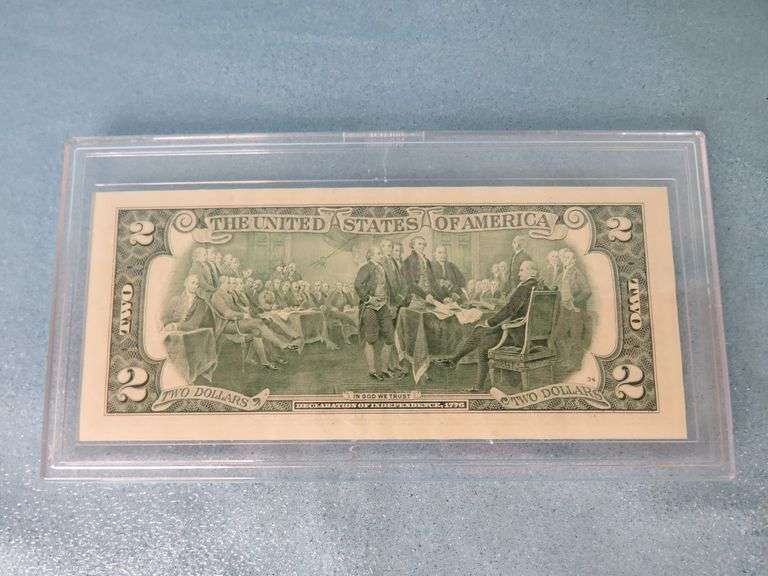 THE UNITED STATES OF AMERICA
2
2
TWO
TWO
2
2
TWO DOLLARS
IN GOD WE TRUST
TWO DOLLARS
DECLARATION OF INDEPENDENCE, 1776